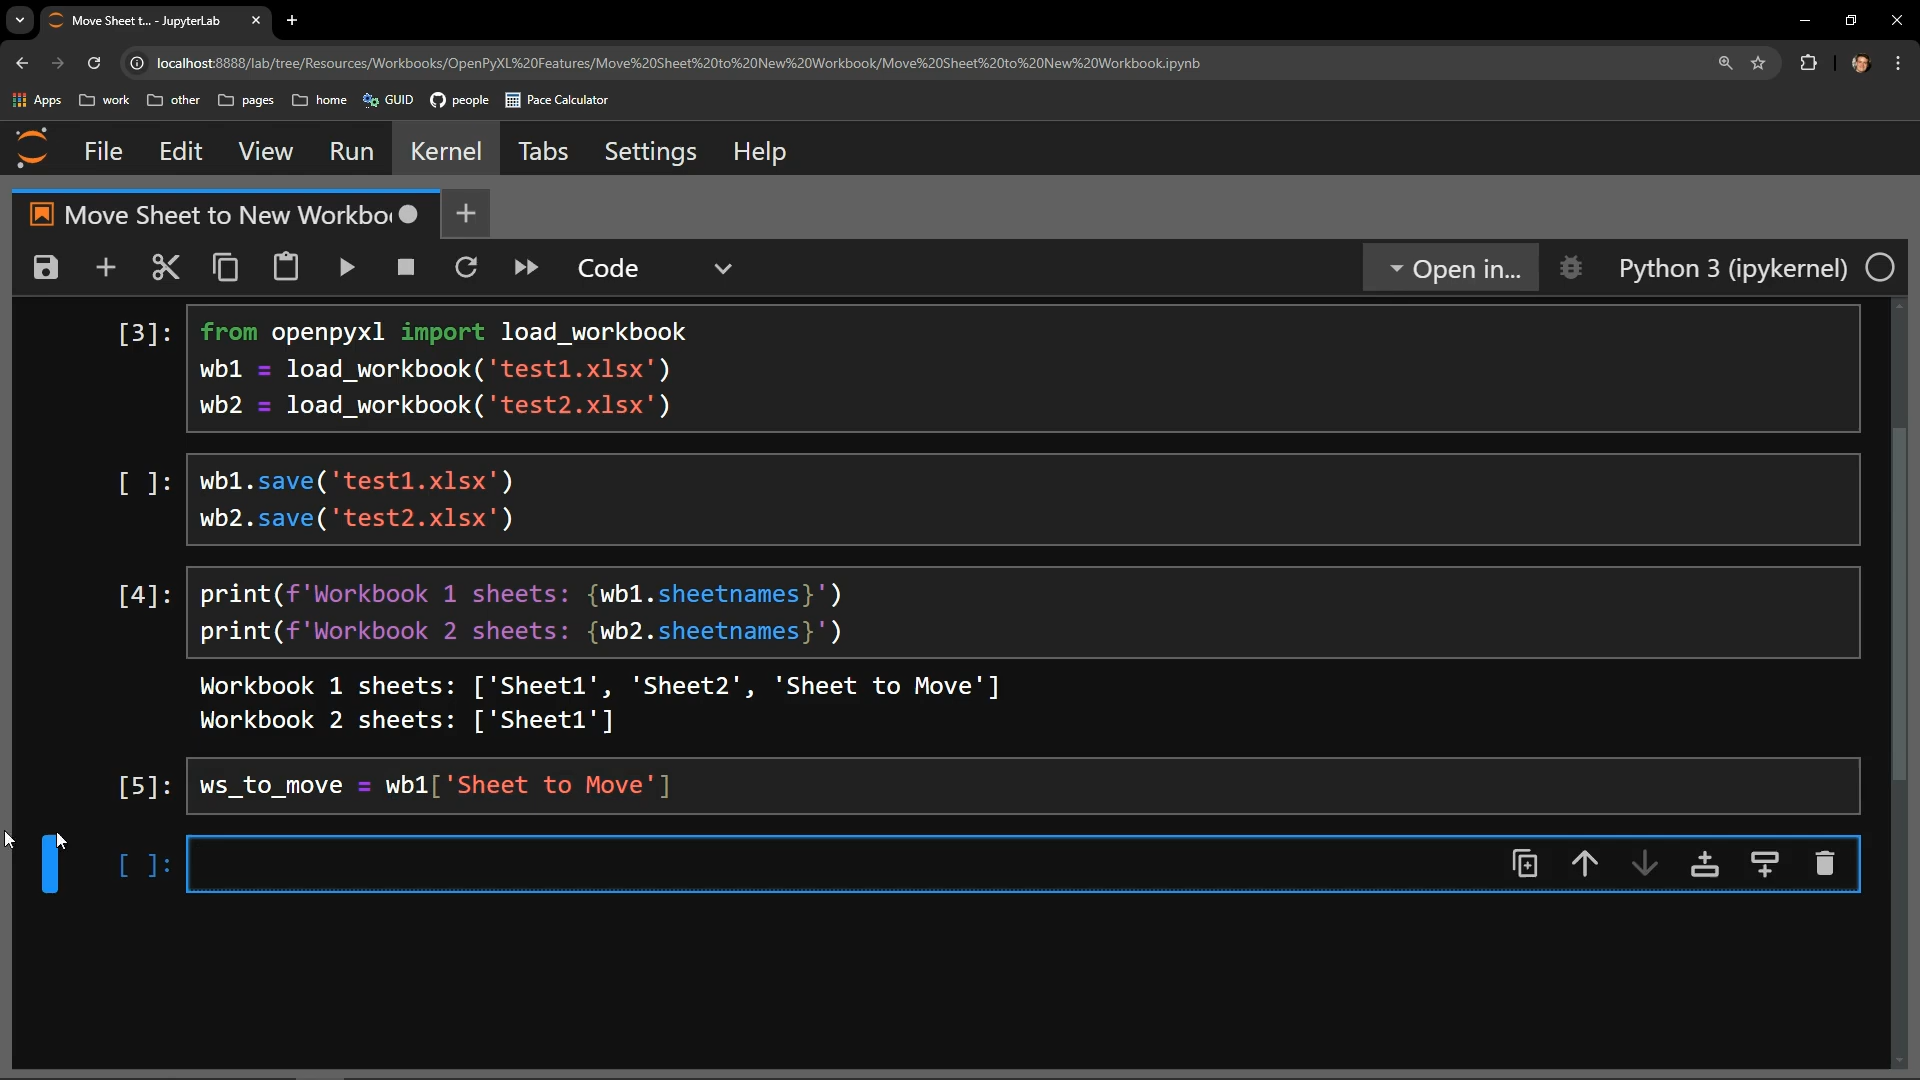 Move Sheet t... - JupyterLab
localhost:8888/lab/tree/Resources/Workbooks/OpenPyXL%20Features/Move%20Sheet%20to%20New%20Workbook/Move%20Sheet%20to%20New%20Workbook.ipynb
Apps work other pages home GUID people Pace Calculator
File Edit View Run Kernel Tabs Settings Help
Move Sheet to New Workboo
Code Open in... Python 3 (ipykernel)
[3]: from openpyxl import load_workbook
wb1 = load_workbook('test1.xlsx')
wb2 = load_workbook('test2.xlsx')
[ ]: wb1.save('test1.xlsx')
wb2.save('test2.xlsx')
[4]: print(f'Workbook 1 sheets: {wb1.sheetnames}')
print(f'Workbook 2 sheets: {wb2.sheetnames}')
Workbook 1 sheets: ['Sheet1', 'Sheet2', 'Sheet to Move']
Workbook 2 sheets: ['Sheet1']
[5]: ws_to_move = wb1['Sheet to Move']
[ ]: